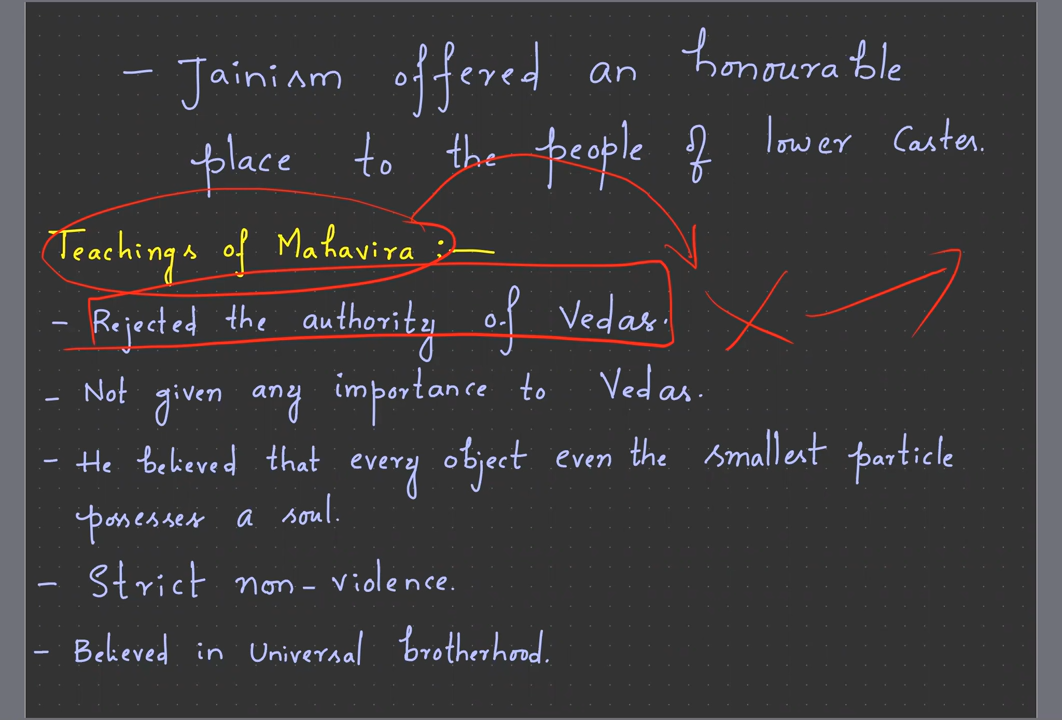 - Jainism offered an honourable
place to the people of lower Castes.
Teachings of Mahavira :-
- Rejected the authority of Vedas.
- Not given any importance to Vedas.
- He believed that every object even the smallest particle
possesses a soul.
- Strict non-violence.
- Believed in Universal brotherhood.